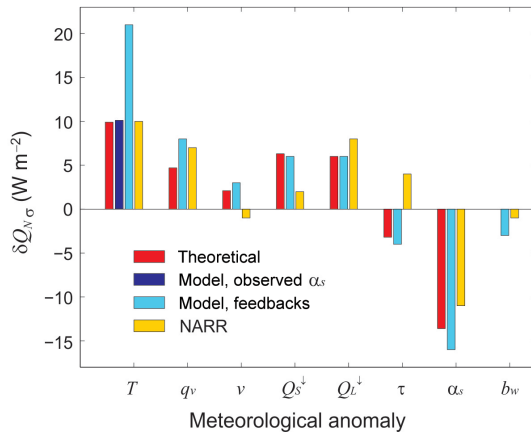 20
15
10
5
0
−5
−10
−15
δQ_N σ (W m⁻²)
Theoretical
Model, observed αs
Model, feedbacks
NARR
T qv v QS↓ QL↓ τ αs bw
Meteorological anomaly